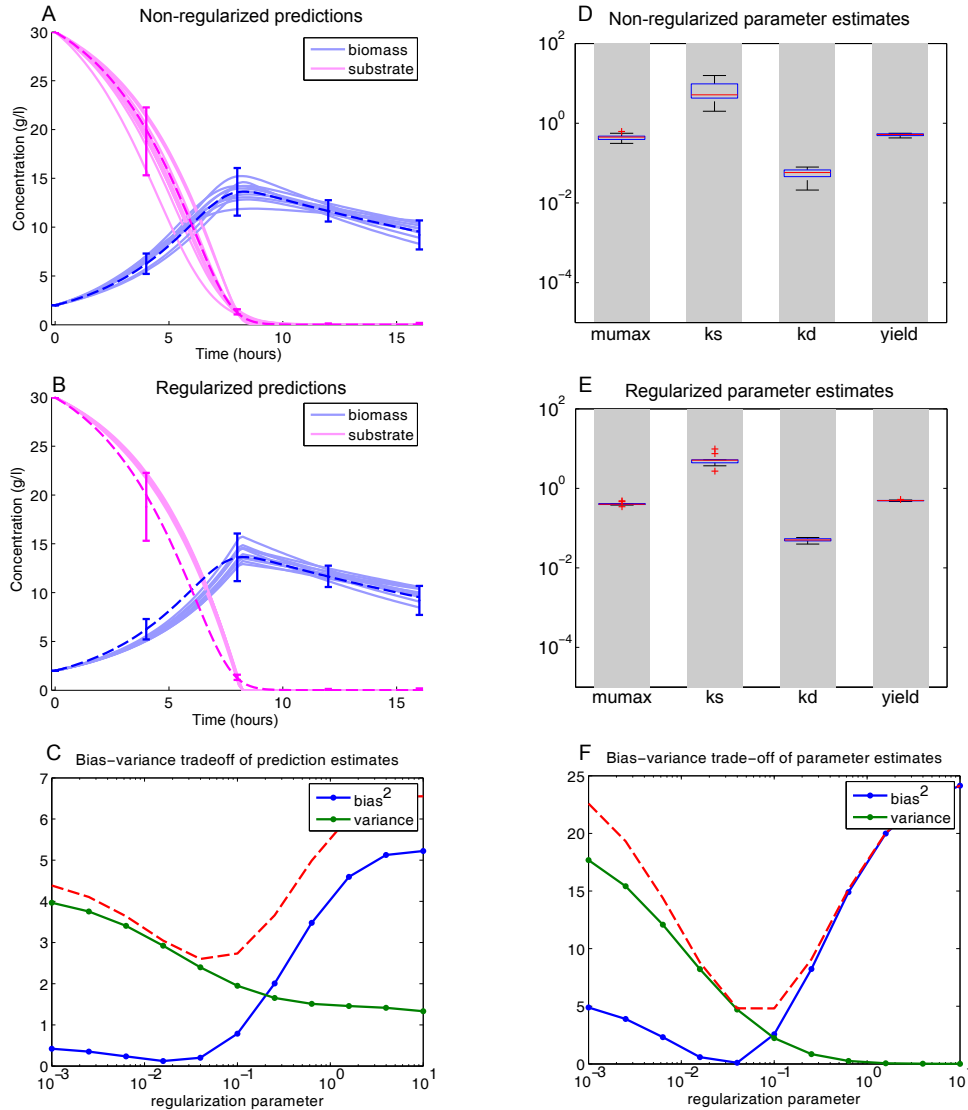 A
Non-regularized predictions
30
25
20
15
10
5
0
Concentration (g/l)
biomass
substrate
0 5 10 15
Time (hours)
B
Regularized predictions
30
25
20
15
10
5
0
Concentration (g/l)
biomass
substrate
0 5 10 15
Time (hours)
C
Bias−variance tradeoff of prediction estimates
7
6
5
4
3
2
1
0
bias²
variance
10⁻³ 10⁻² 10⁻¹ 10⁰ 10¹
regularization parameter
D
Non-regularized parameter estimates
10²
10⁰
10⁻²
10⁻⁴
mumax ks kd yield
E
Regularized parameter estimates
10²
10⁰
10⁻²
10⁻⁴
mumax ks kd yield
F
Bias−variance trade−off of parameter estimates
25
20
15
10
5
0
bias²
variance
10⁻³ 10⁻² 10⁻¹ 10⁰ 10
regularization parameter